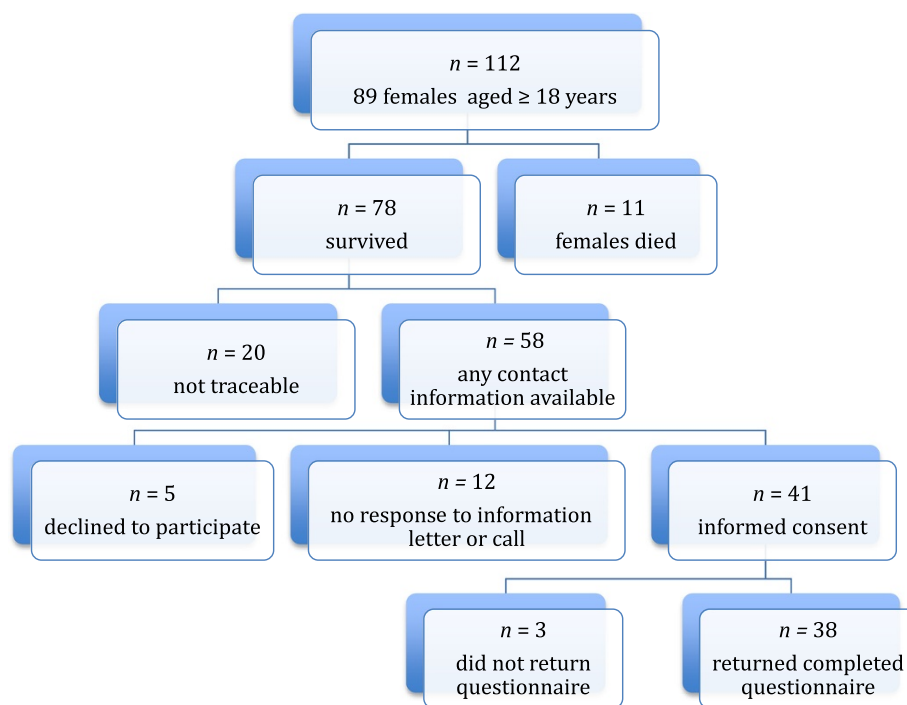 n = 112
89 females aged ≥ 18 years
n = 78
survived
n = 11
females died
n = 20
not traceable
n = 58
any contact
information available
n = 5
declined to participate
n = 12
no response to information
letter or call
n = 41
informed consent
n = 3
did not return
questionnaire
n = 38
returned completed
questionnaire